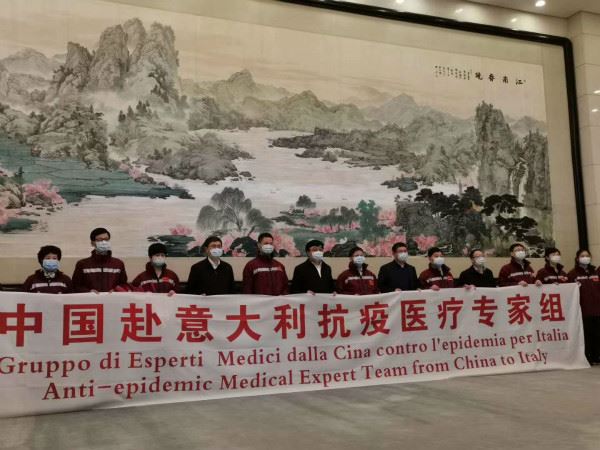 江南春晓
中国赴意大利抗疫医疗专家组
Gruppo di Esperti Medici dalla Cina contro l'epidemia per Italia
Anti-epidemic Medical Expert Team from China to Italy